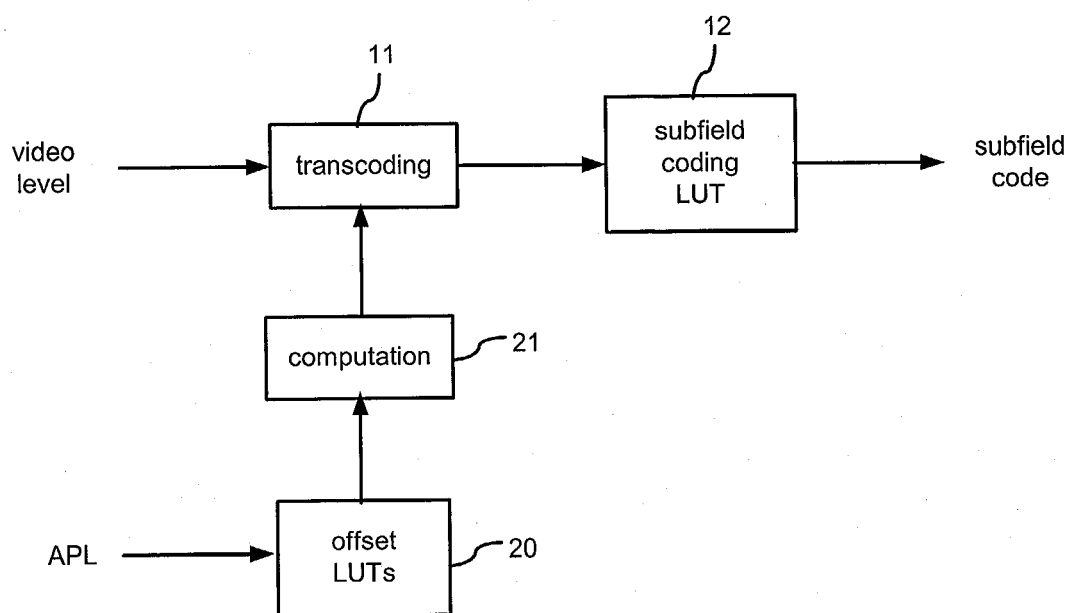 11
12
video
level
transcoding
subfield
coding
LUT
subfield
code
computation
21
APL
offset
LUTs
20